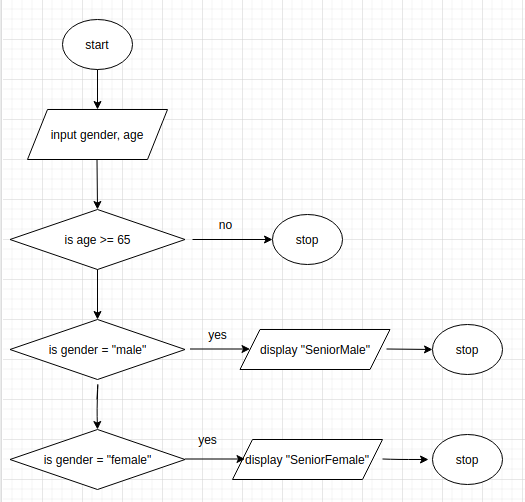 start
input gender, age
is age >= 65
no
stop
is gender = "male"
yes
display "SeniorMale"
stop
is gender = "female"
yes
display "SeniorFemale"
stop